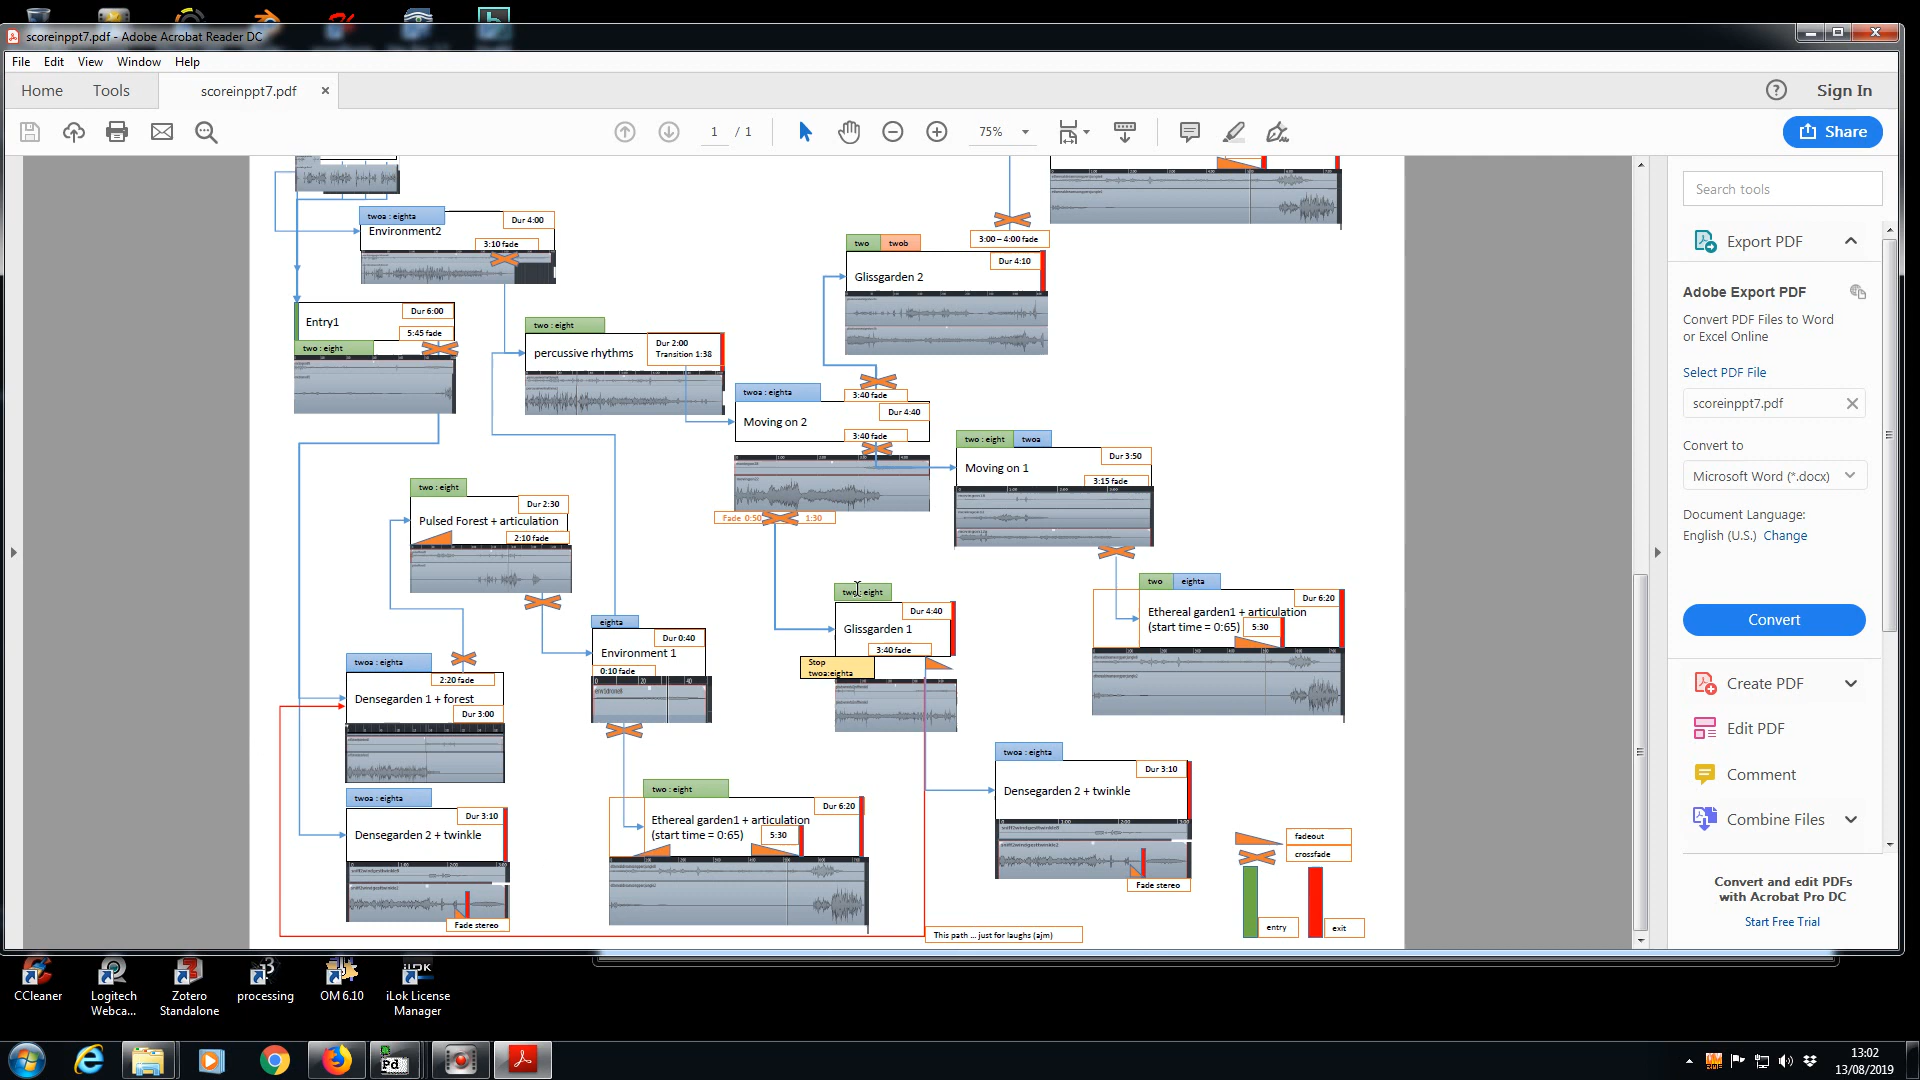 scoreinppt7.pdf - Adobe Acrobat Reader DC
File Edit View Window Help
Home Tools scoreinppt7.pdf ×
Sign In
1 / 1 75%
Share
twoa : eighta
Dur 4:00
Environment2
3:10 fade
Dur 6:00
Entry1
5:45 fade
two : eight
two : eight
percussive rhythms
Dur 2:00
Transition 1:38
two twob
3:00 – 4:00 fade
Dur 4:10
Glissgarden 2
twoa : eighta
3:40 fade
Dur 4:40
Moving on 2
3:40 fade
Fade 0:50 1:30
two : eight twoa
Dur 3:50
Moving on 1
3:15 fade
two : eight
Dur 2:30
Pulsed Forest + articulation
2:10 fade
eighta
Dur 0:40
Environment 1
0:10 fade
two : eight
Dur 4:40
Glissgarden 1
3:40 fade
Stop
twoa:eighta
two eighta
Dur 6:20
Ethereal garden1 + articulation
(start time = 0:65) 5:30
twoa : eighta
2:20 fade
Densegarden 1 + forest
Dur 3:00
twoa : eighta
Dur 3:10
Densegarden 2 + twinkle
Fade stereo
two : eight
Dur 6:20
Ethereal garden1 + articulation
(start time = 0:65) 5:30
twoa : eighta
Dur 3:10
Densegarden 2 + twinkle
Fade stereo
This path ... just for laughs (ajm)
fadeout
crossfade
entry
exit
Search tools
Export PDF
Adobe Export PDF
Convert PDF Files to Word
or Excel Online
Select PDF File
scoreinppt7.pdf
Convert to
Microsoft Word (*.docx)
Document Language:
English (U.S.) Change
Convert
Create PDF
Edit PDF
Comment
Combine Files
Convert and edit PDFs
with Acrobat Pro DC
Start Free Trial
CCleaner
Logitech
Webca...
Zotero
Standalone
processing
OM 6.10
iLok License
Manager
Pd
13:02
13/08/2019